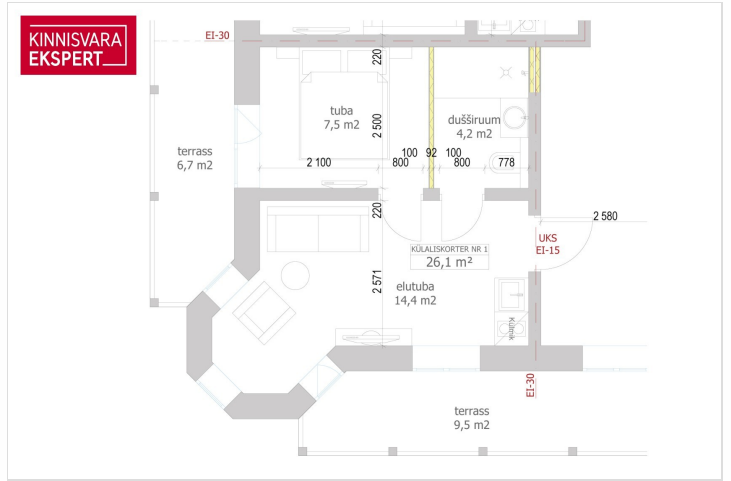 KINNISVARA
EKSPERT
EI-30
220
tuba
7,5 m2
2 500
dušširuum
4,2 m2
terrass
6,7 m2
100
92
100
2 100
800
800
778
220
2 580
KÜLALISKORTER NR 1
26,1 m²
UKS
EI-15
2 571
elutuba
14,4 m2
Külmik
EI-30
terrass
9,5 m2